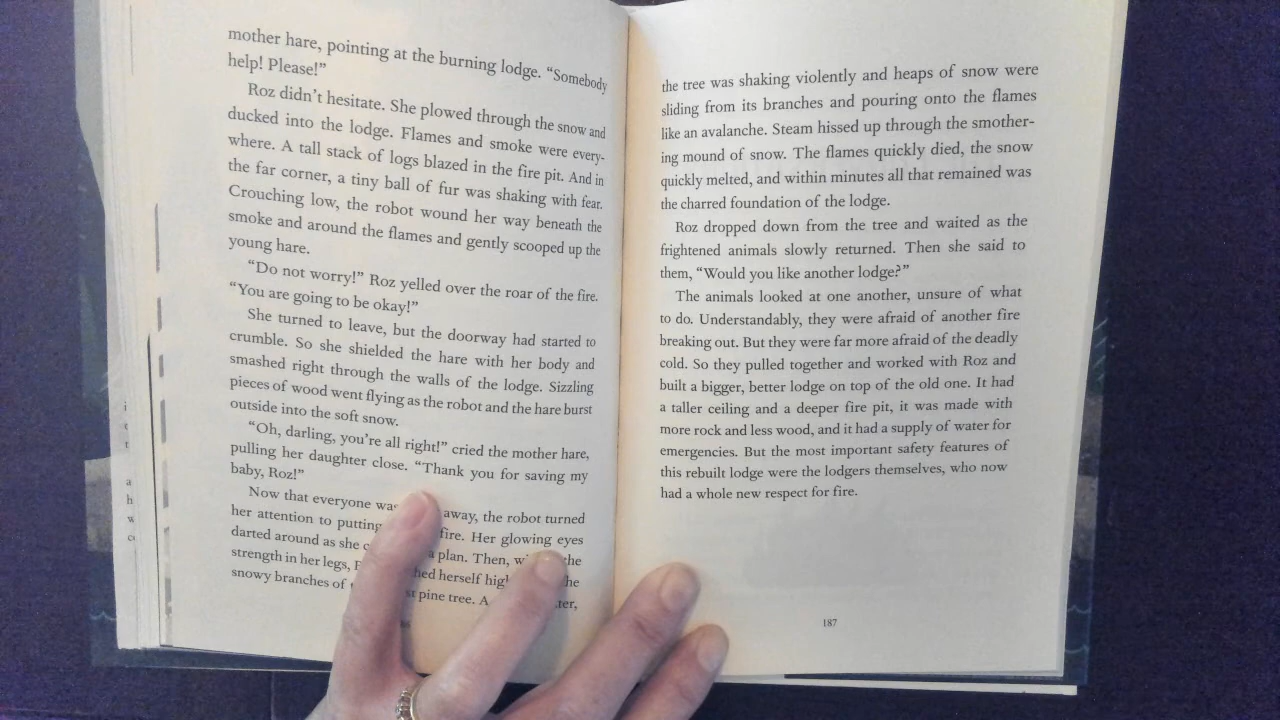 mother hare, pointing at the burning lodge. “Somebody
help! Please!”
Roz didn’t hesitate. She plowed through the snow and
ducked into the lodge. Flames and smoke were every-
where. A tall stack of logs blazed in the fire pit. And in
the far corner, a tiny ball of fur was shaking with fear.
Crouching low, the robot wound her way beneath the
smoke and around the flames and gently scooped up the
young hare.
“Do not worry!” Roz yelled over the roar of the fire.
“You are going to be okay!”
She turned to leave, but the doorway had started to
crumble. So she shielded the hare with her body and
smashed right through the walls of the lodge. Sizzling
pieces of wood went flying as the robot and the hare burst
outside into the soft snow.
“Oh, darling, you’re all right!” cried the mother hare,
pulling her daughter close. “Thank you for saving my
baby, Roz!”
Now that everyone was away, the robot turned
her attention to putting fire. Her glowing eyes
darted around as she a plan. Then, the
strength in her legs, herself
snowy branches of pine tree. A
the tree was shaking violently and heaps of snow were
sliding from its branches and pouring onto the flames
like an avalanche. Steam hissed up through the smother-
ing mound of snow. The flames quickly died, the snow
quickly melted, and within minutes all that remained was
the charred foundation of the lodge.
Roz dropped down from the tree and waited as the
frightened animals slowly returned. Then she said to
them, “Would you like another lodge?”
The animals looked at one another, unsure of what
to do. Understandably, they were afraid of another fire
breaking out. But they were far more afraid of the deadly
cold. So they pulled together and worked with Roz and
built a bigger, better lodge on top of the old one. It had
a taller ceiling and a deeper fire pit, it was made with
more rock and less wood, and it had a supply of water for
emergencies. But the most important safety features of
this rebuilt lodge were the lodgers themselves, who now
had a whole new respect for fire.
187